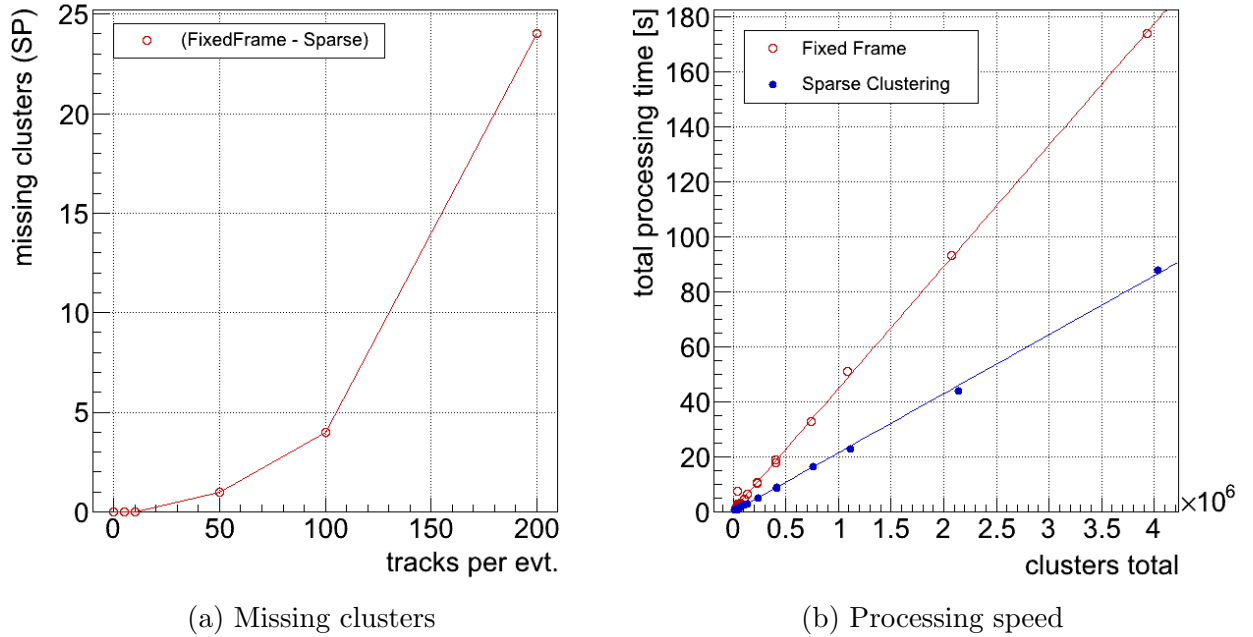 missing clusters (SP)
25
20
15
10
5
0
(FixedFrame - Sparse)
0 50 100 150 200
tracks per evt.
(a) Missing clusters
total processing time [s]
180
160
140
120
100
80
60
40
20
0
Fixed Frame
Sparse Clustering
0 0.5 1 1.5 2 2.5 3 3.5 4
×10⁶
clusters total
(b) Processing speed